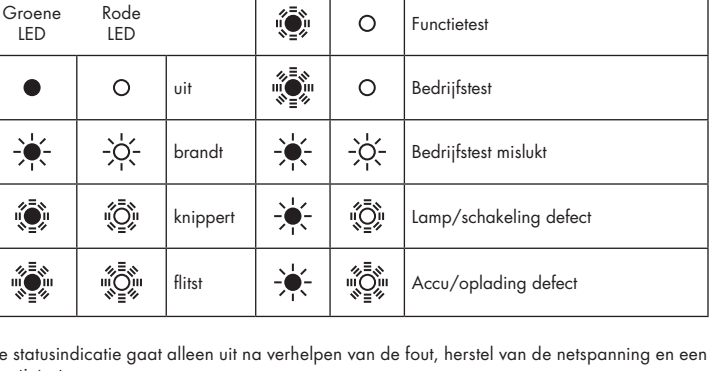 Groene Rode
LED LED
Functietest
uit Bedrijfstest
brandt Bedrijfstest mislukt
knippert Lamp/schakeling defect
flitst Accu/oplading defect
e statusindicatie gaat alleen uit na verhelpen van de fout, herstel van de netspanning en een